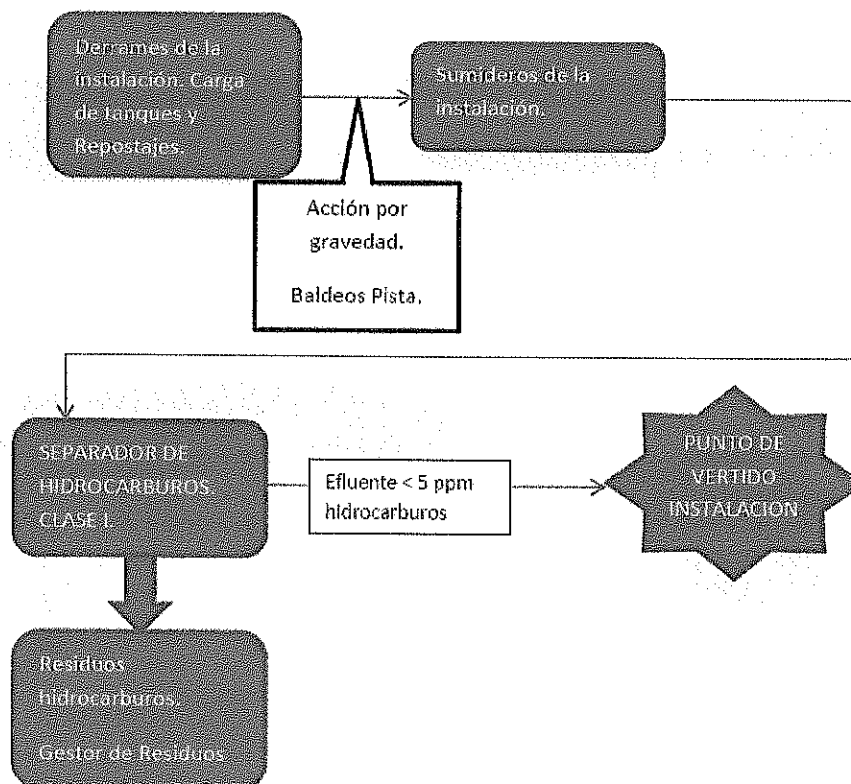 Derrames de la
instalación. Carga
de tanques y
Repostajes.
Sumideros de la
instalación.
Acción por
gravedad.
Baldeos Pista.
SEPARADOR DE
HIDROCARBUROS.
CLASE I.
Efluente < 5 ppm
hidrocarburos
PUNTO DE
VERTIDO
INSTALACION
Residuos
hidrocarburos.
Gestor de Residuos